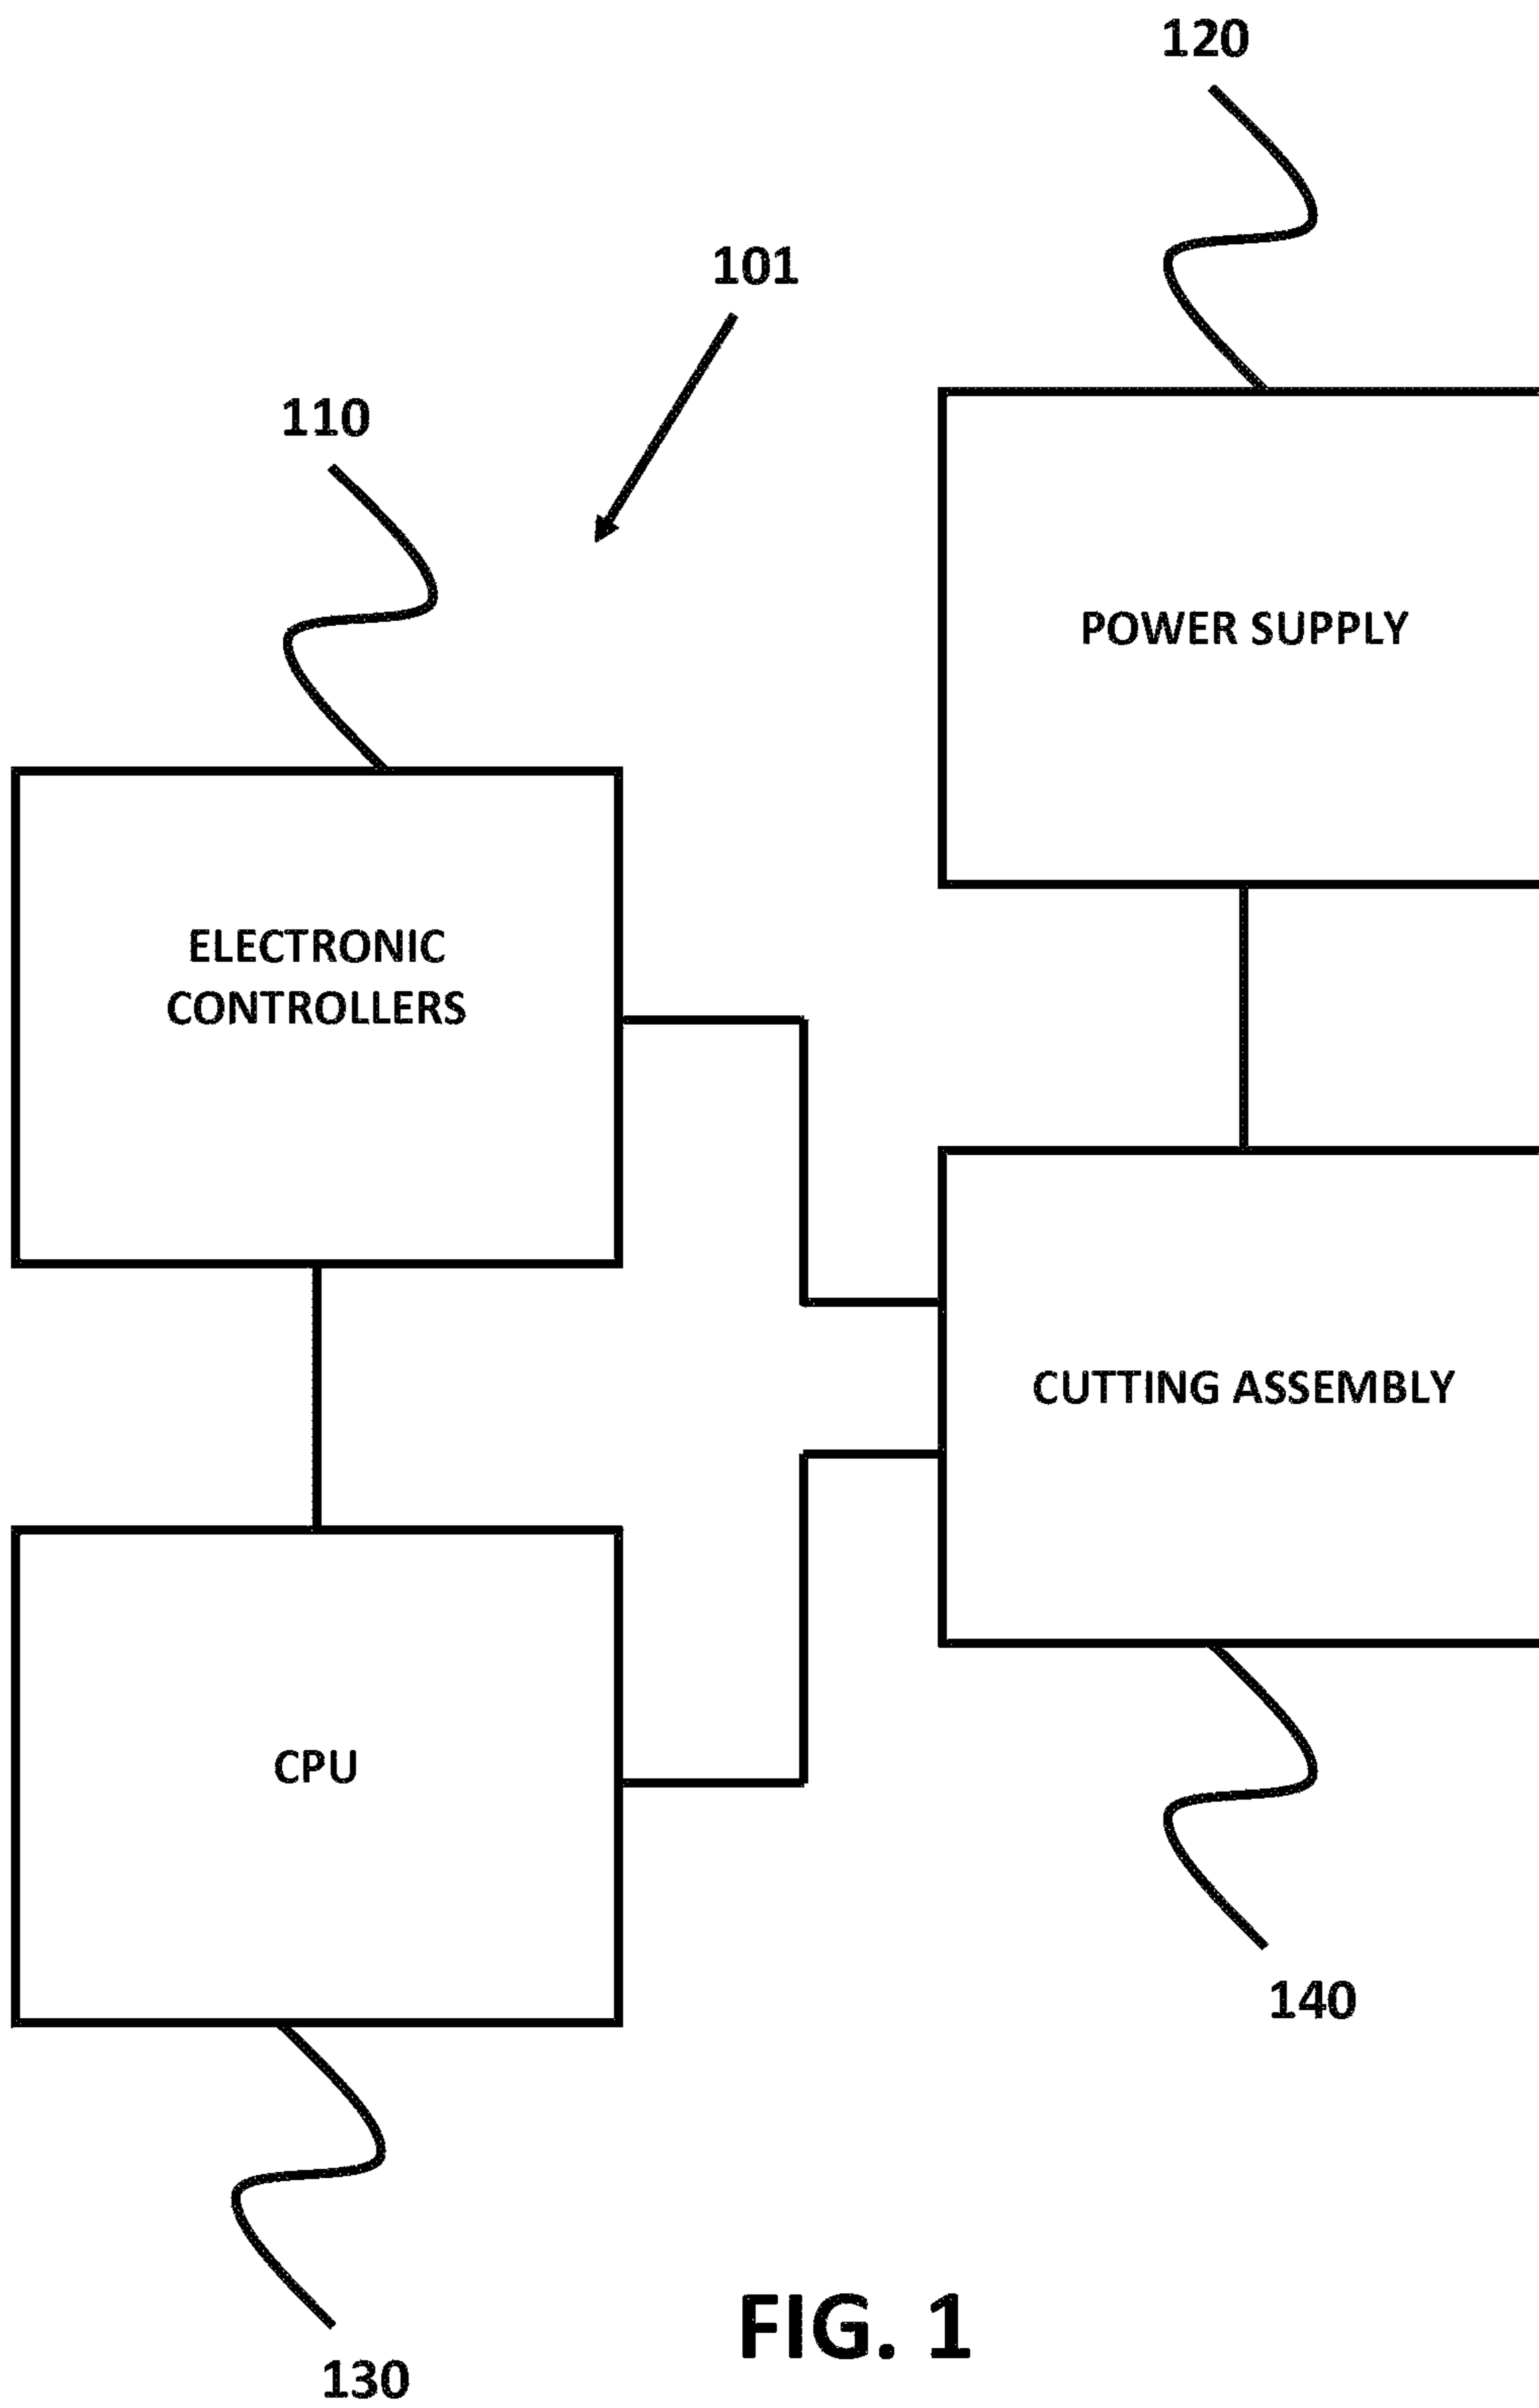 120
101
110
POWER SUPPLY
ELECTRONIC
CONTROLLERS
CUTTING ASSEMBLY
CPU
140
FIG. 1
130